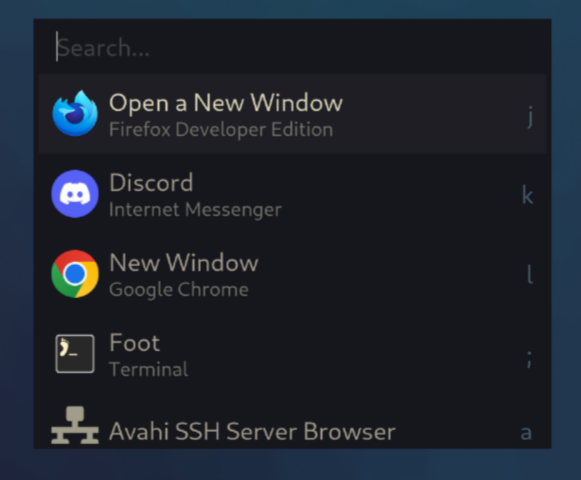 Search...
Open a New Window
Firefox Developer Edition
j
Discord
Internet Messenger
k
New Window
Google Chrome
l
Foot
Terminal
;
Avahi SSH Server Browser
a